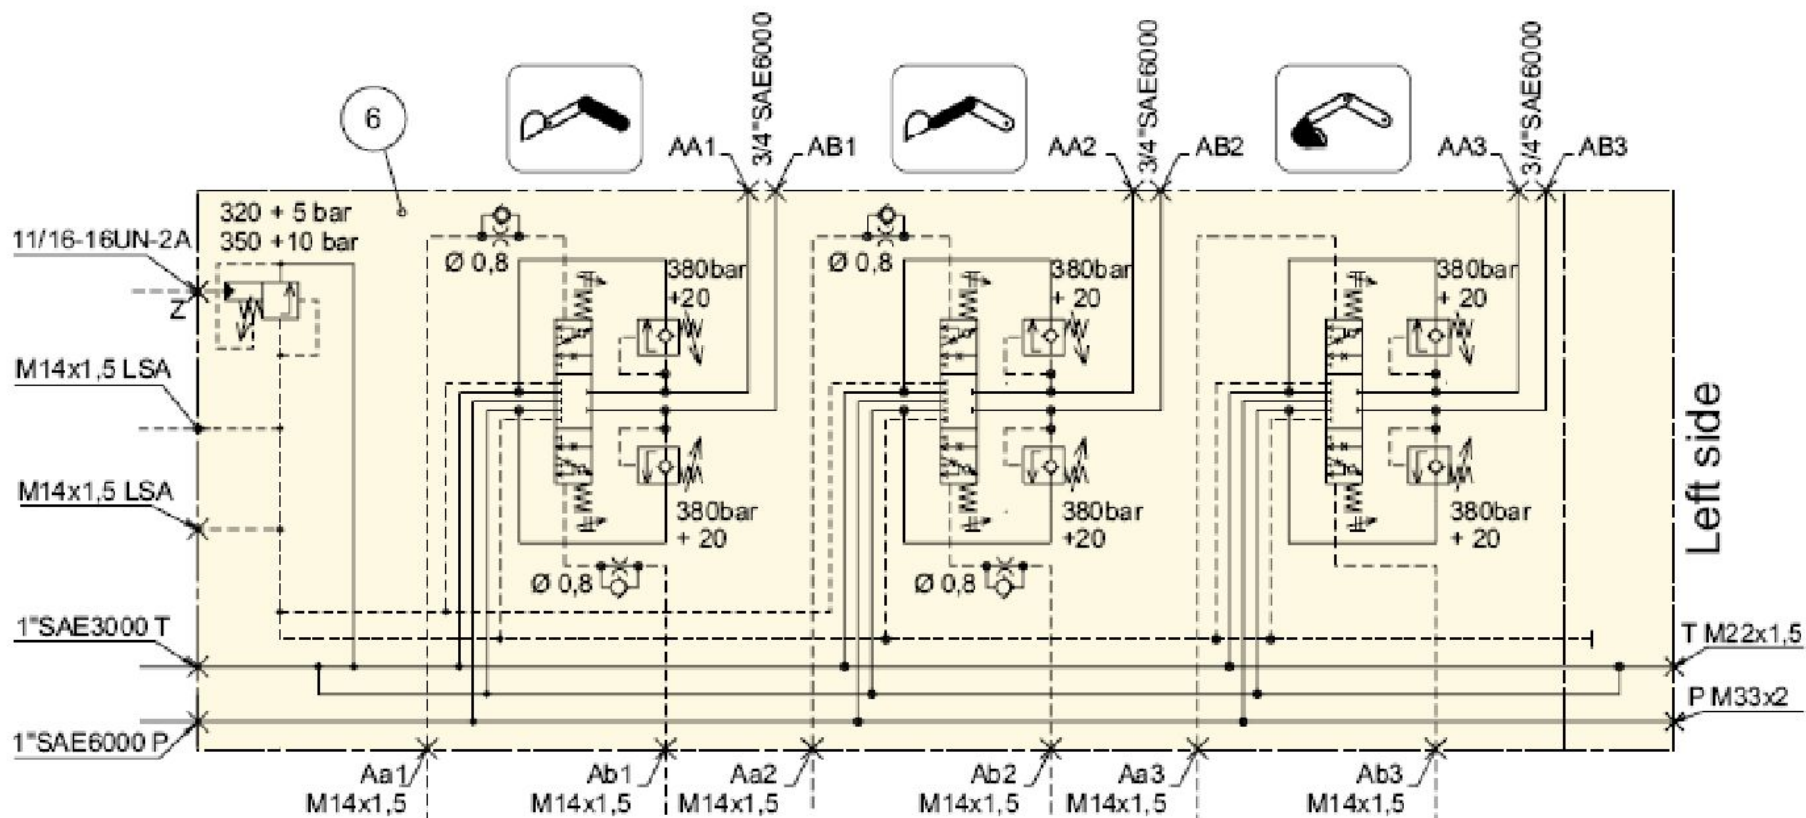 6
3/4"SAE6000
3/4"SAE6000
3/4"SAE6000
AA1
AB1
AA2
AB2
AA3
AB3
320 + 5 bar
350 +10 bar
11/16-16UN-2A
Z
Ø 0,8
380bar
+20
Ø 0,8
380bar
+ 20
380bar
+ 20
M14x1,5 LSA
M14x1,5 LSA
380bar
+ 20
380bar
+20
380bar
+ 20
Ø 0,8
Ø 0,8
Left side
1"SAE3000 T
T M22x1,5
P M33x2
1"SAE6000 P
Aa1
M14x1,5
Ab1
M14x1,5
Aa2
M14x1,5
Ab2
M14x1,5
Aa3
M14x1,5
Ab3
M14x1,5